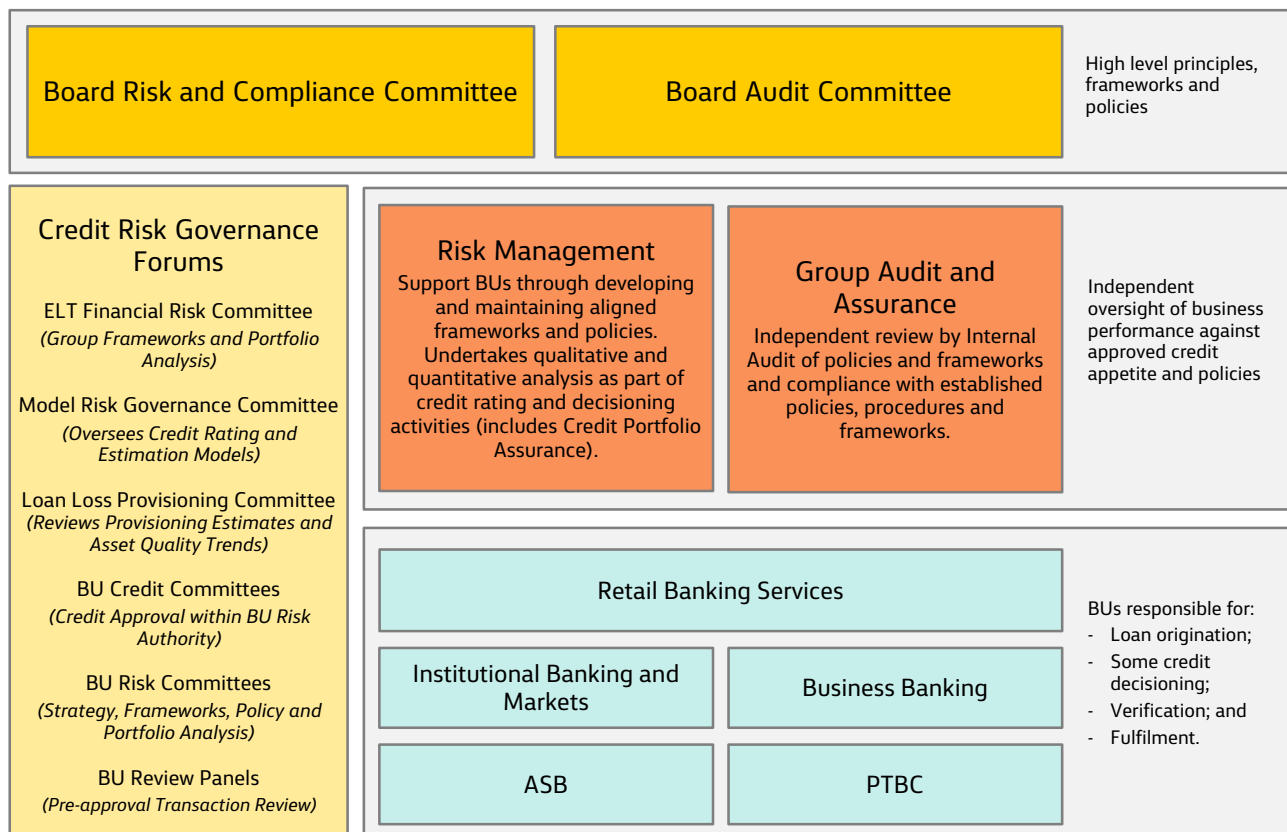 Board Risk and Compliance Committee
Board Audit Committee
High level principles,
frameworks and
policies
Credit Risk Governance
Forums
ELT Financial Risk Committee
(Group Frameworks and Portfolio
Analysis)
Model Risk Governance Committee
(Oversees Credit Rating and
Estimation Models)
Loan Loss Provisioning Committee
(Reviews Provisioning Estimates and
Asset Quality Trends)
BU Credit Committees
(Credit Approval within BU Risk
Authority)
BU Risk Committees
(Strategy, Frameworks, Policy and
Portfolio Analysis)
BU Review Panels
(Pre-approval Transaction Review)
Risk Management
Support BUs through developing
and maintaining aligned
frameworks and policies.
Undertakes qualitative and
quantitative analysis as part of
credit rating and decisioning
activities (includes Credit Portfolio
Assurance).
Group Audit and
Assurance
Independent review by Internal
Audit of policies and frameworks
and compliance with established
policies, procedures and
frameworks.
Independent
oversight of business
performance against
approved credit
appetite and policies
Retail Banking Services
Institutional Banking and
Markets
Business Banking
ASB
PTBC
BUs responsible for:
- Loan origination;
- Some credit
decisioning;
- Verification; and
- Fulfilment.